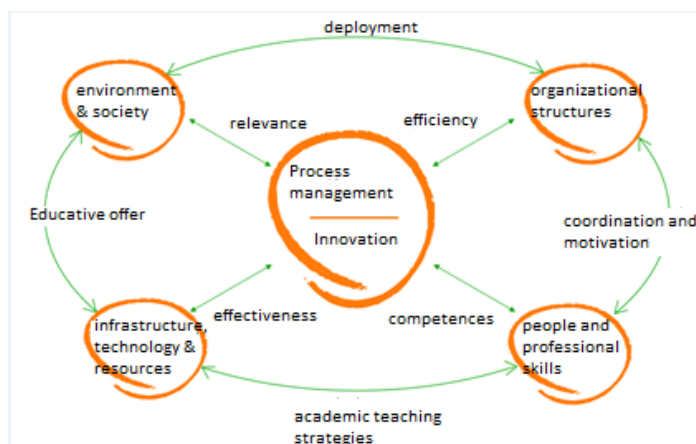 deployment
environment
& society
organizational
structures
relevance
efficiency
Process
management
Innovation
Educative offer
coordination and
motivation
effectiveness
competences
infrastructure,
technology &
resources
people and
professional
skills
academic teaching
strategies